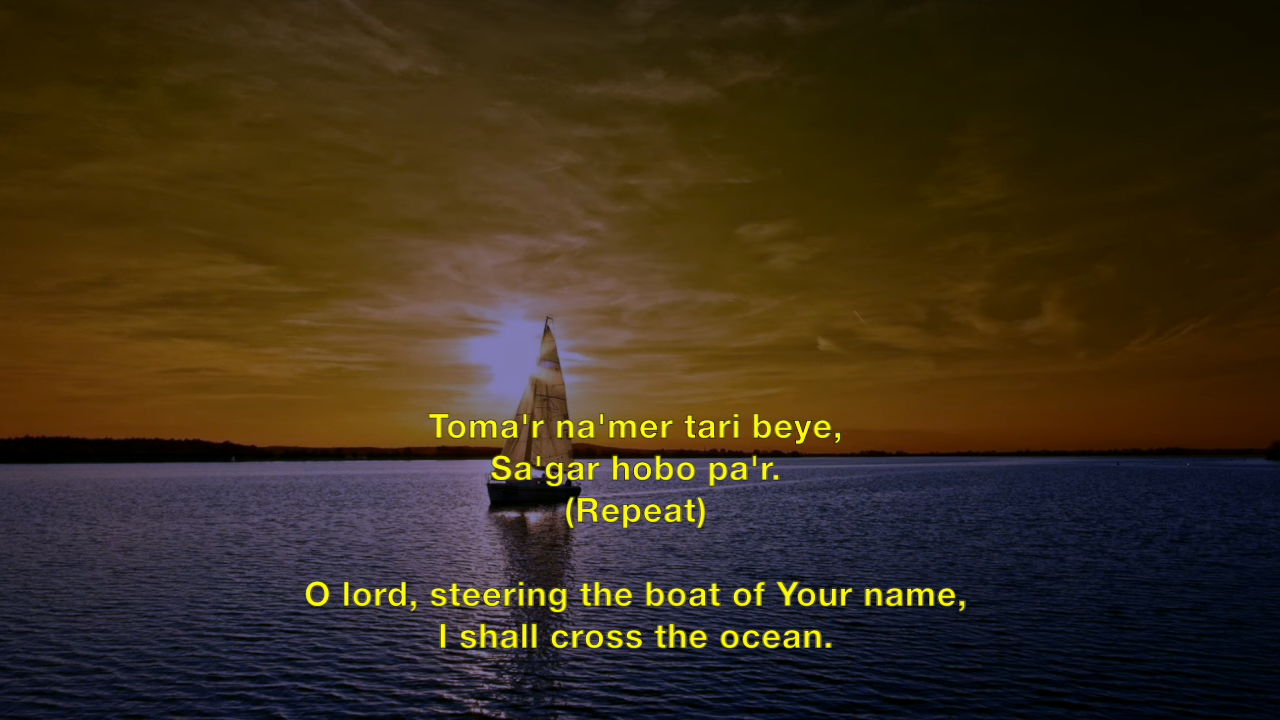 Toma'r na'mer tari beye,
Sa'gar hobo pa'r.
(Repeat)
O lord, steering the boat of Your name,
I shall cross the ocean.